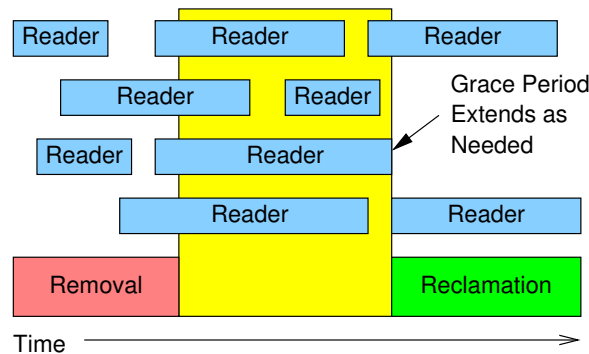 Reader
Reader
Reader
Reader
Reader
Grace Period
Extends as
Needed
Reader
Reader
Reader
Reader
Removal
Reclamation
Time